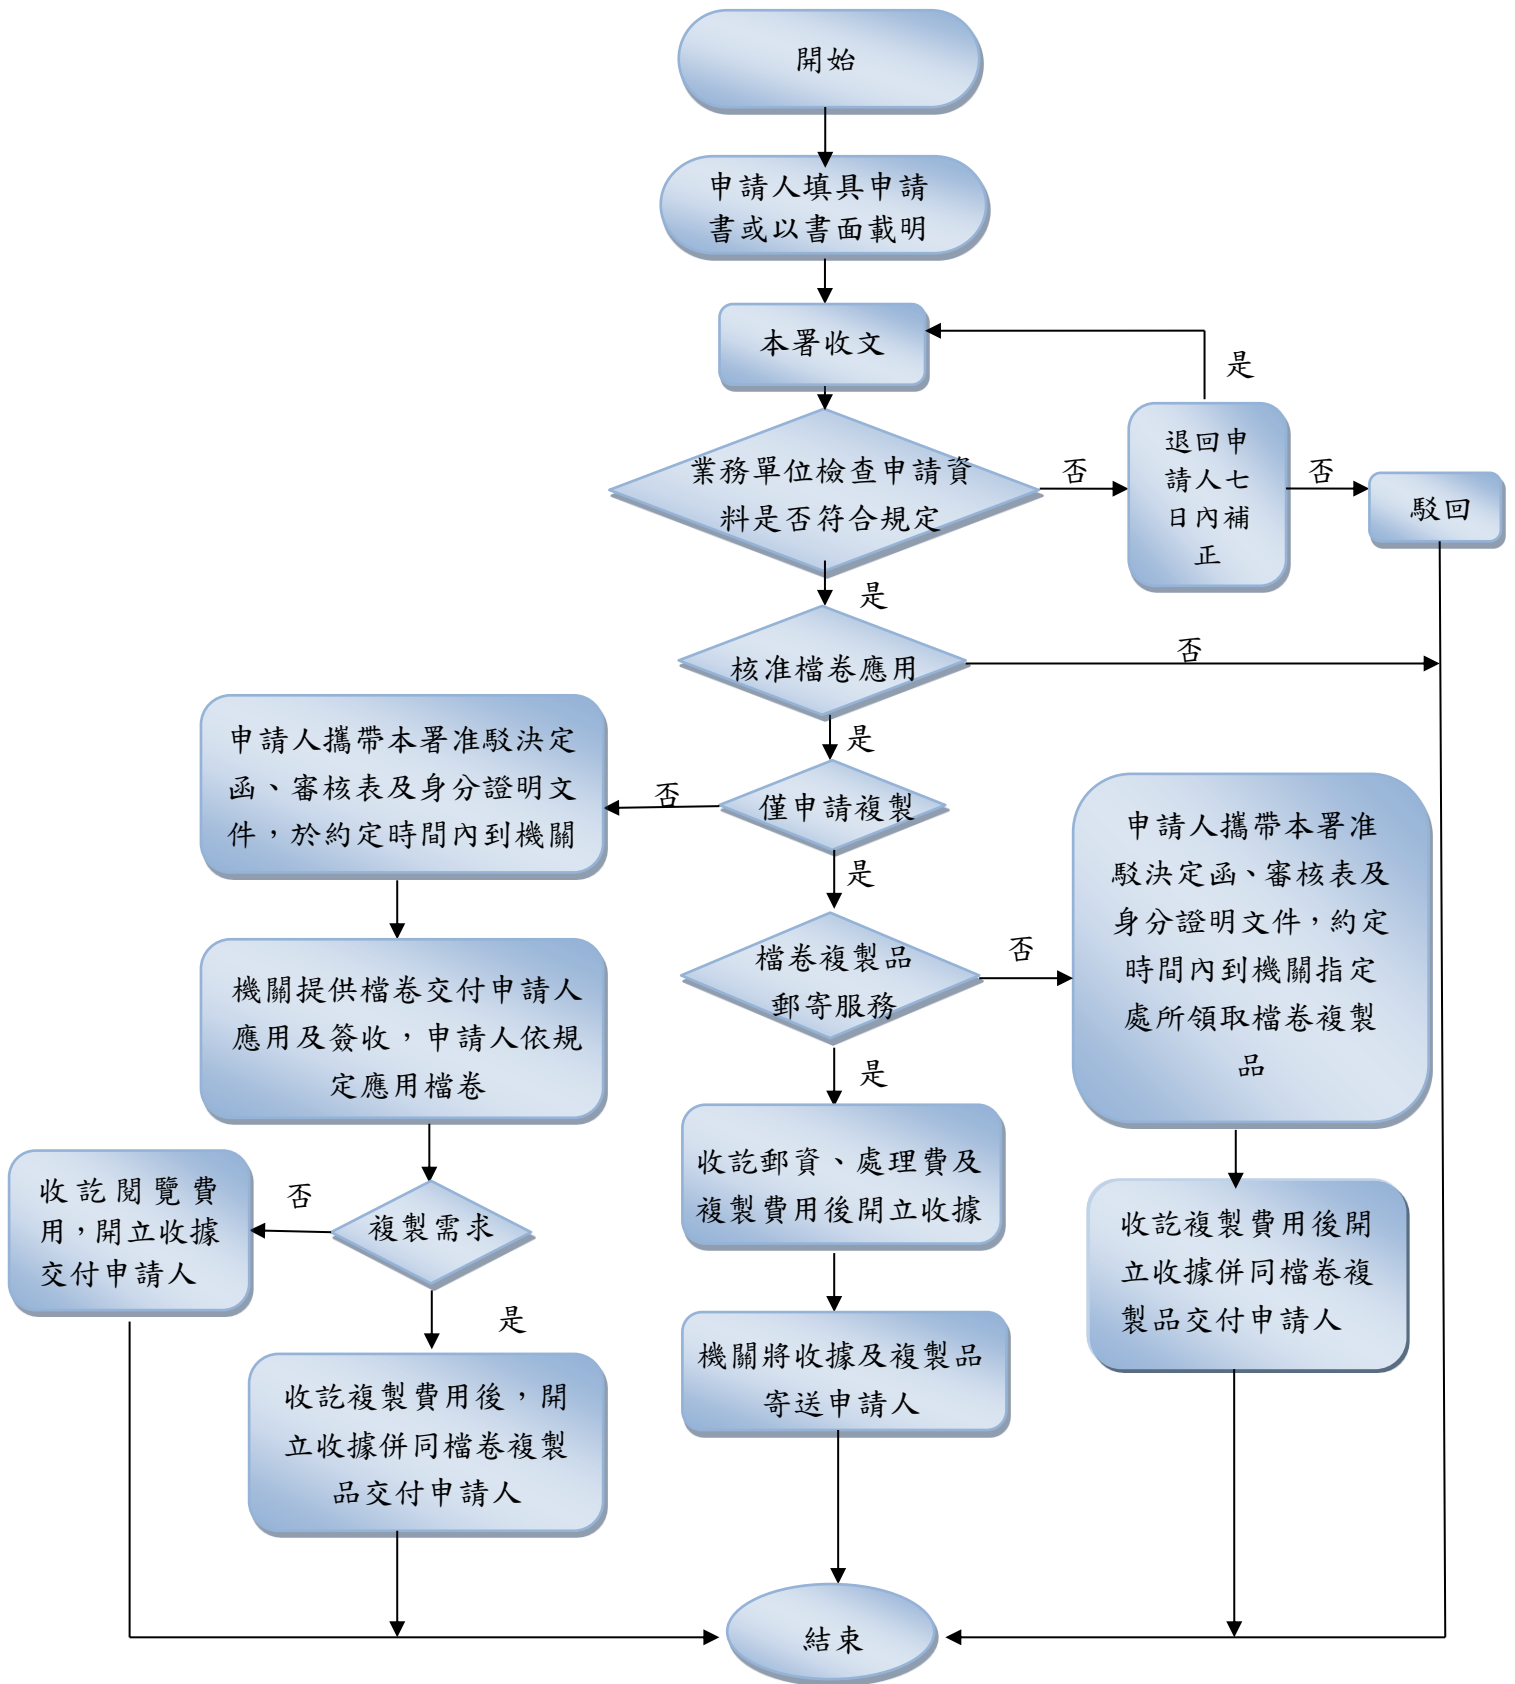 開始
申請人填具申請
書或以書面載明
本署收文
是
業務單位檢查申請資
料是否符合規定
否
退回申
請人七
日內補
正
否
駁回
是
核准檔卷應用
否
是
僅申請複製
否
申請人攜帶本署准駁決定
函、審核表及身分證明文
件，於約定時間內到機關
是
檔卷複製品
郵寄服務
否
申請人攜帶本署准
駁決定函、審核表及
身分證明文件，約定
時間內到機關指定
處所領取檔卷複製
品
機關提供檔卷交付申請人
應用及簽收，申請人依規
定應用檔卷
是
收訖郵資、處理費及
複製費用後開立收據
收訖複製費用後開
立收據併同檔卷複
製品交付申請人
複製需求
否
收訖閱覽費
用，開立收據
交付申請人
是
收訖複製費用後，開
立收據併同檔卷複製
品交付申請人
機關將收據及複製品
寄送申請人
結束